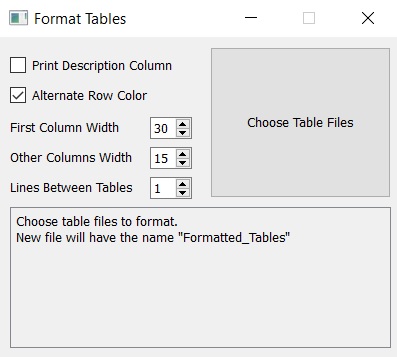 Format Tables
Print Description Column
Alternate Row Color
First Column Width 30
Other Columns Width 15
Lines Between Tables 1
Choose Table Files
Choose table files to format.
New file will have the name "Formatted_Tables"